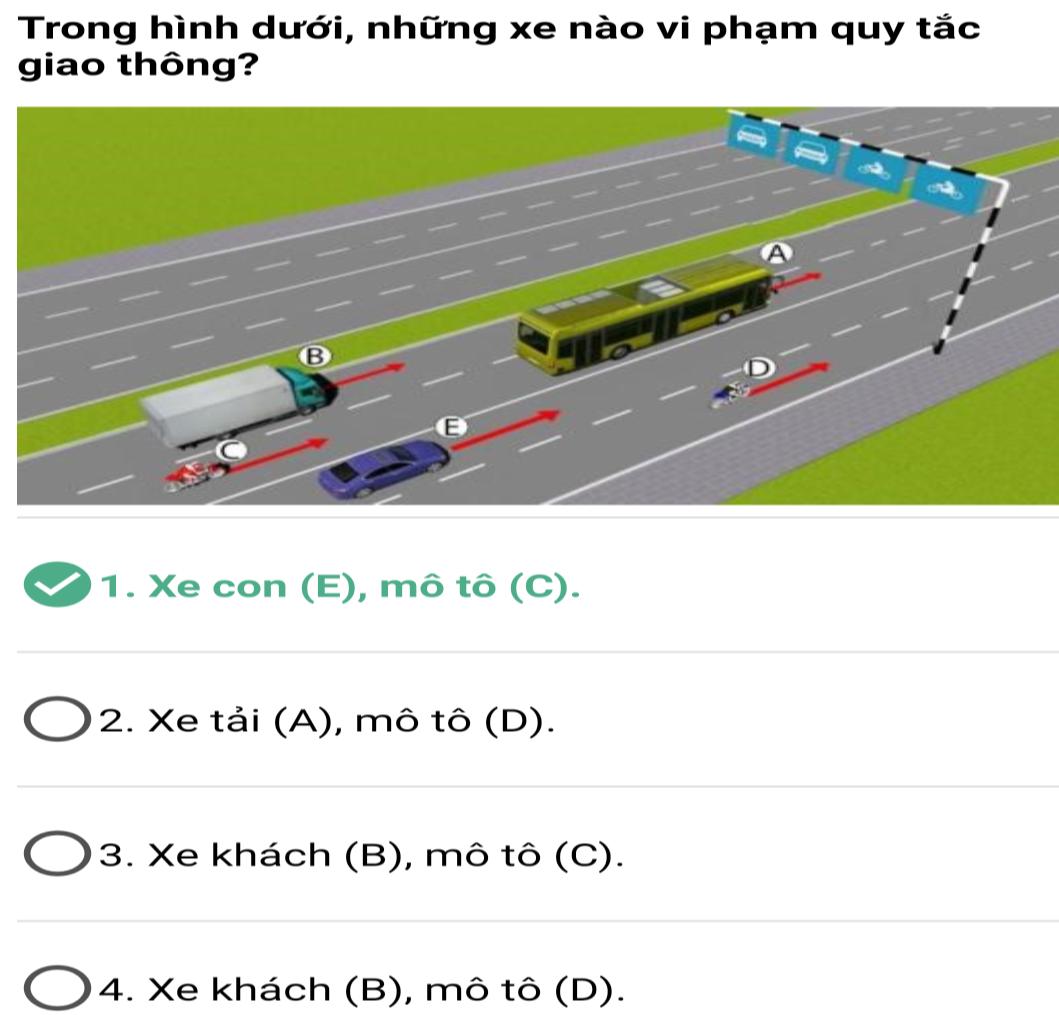 Trong hình dưới, những xe nào vi phạm quy tắc
giao thông?
A
B
D
E
C
1. Xe con (E), mô tô (C).
2. Xe tải (A), mô tô (D).
3. Xe khách (B), mô tô (C).
4. Xe khách (B), mô tô (D).